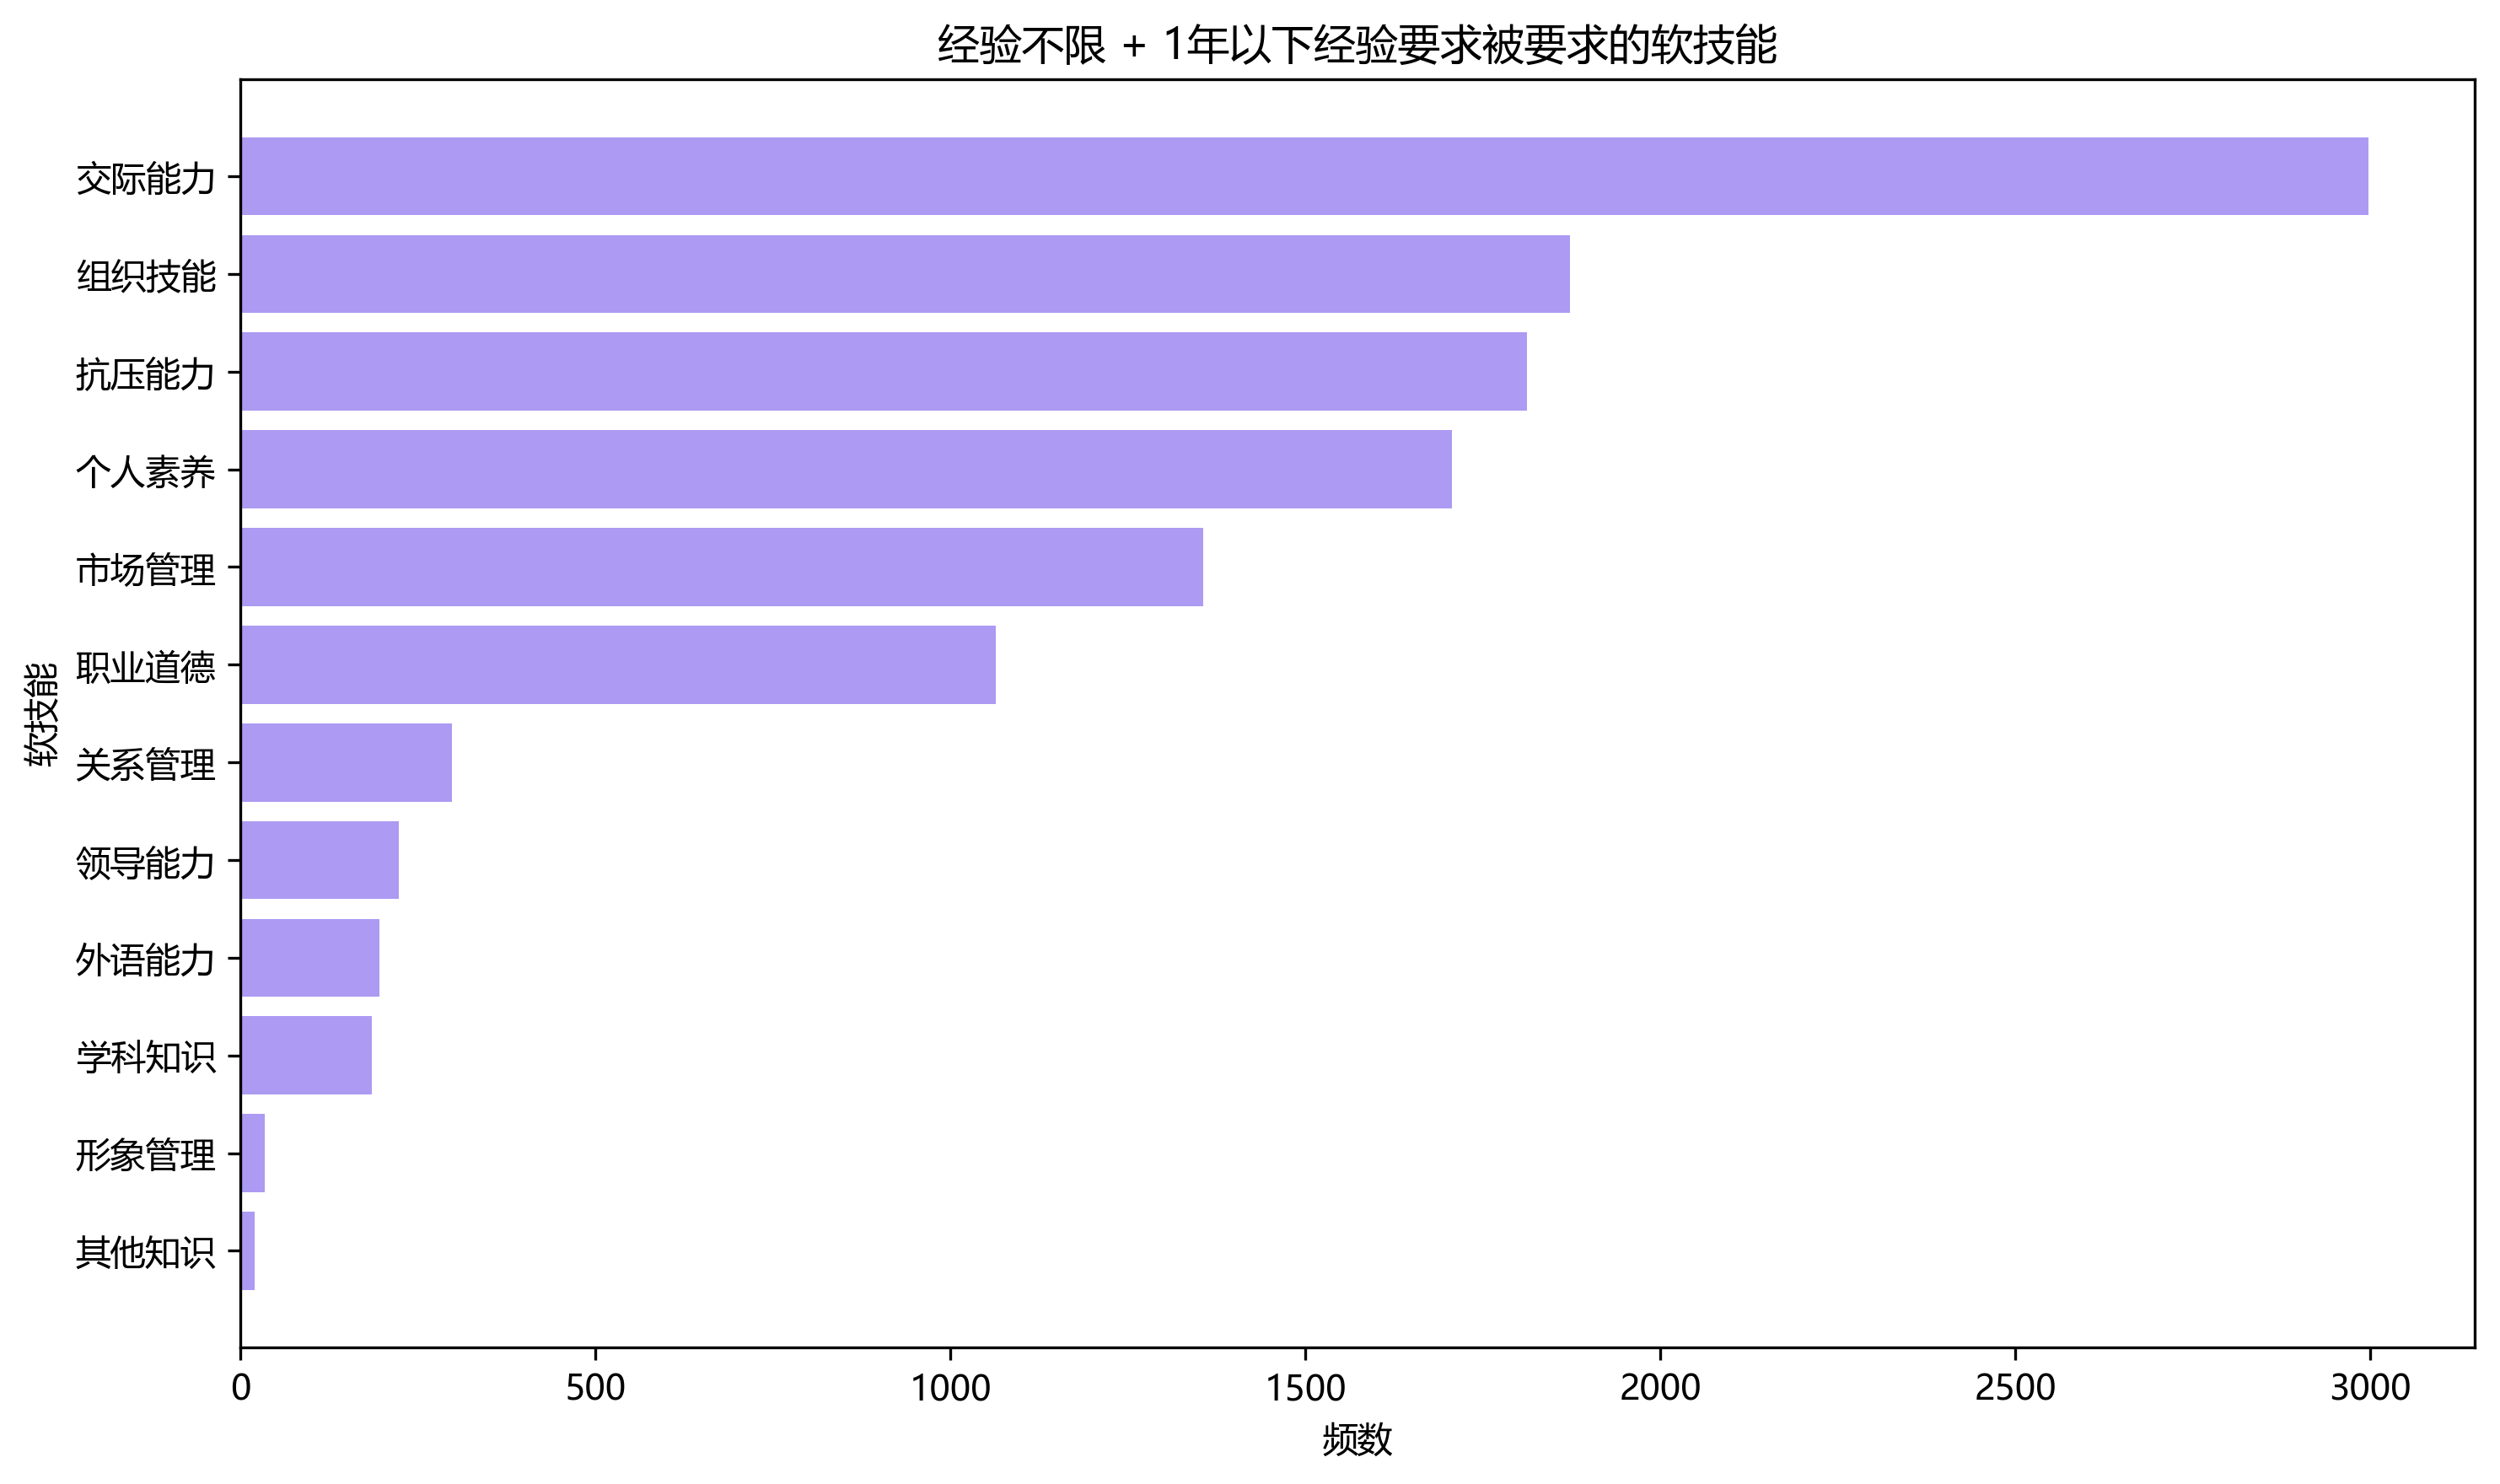 经验不限 + 1年以下经验要求被要求的软技能
软技能
交际能力
组织技能
抗压能力
个人素养
市场管理
职业道德
关系管理
领导能力
外语能力
学科知识
形象管理
其他知识
0 500 1000 1500 2000 2500 3000
频数